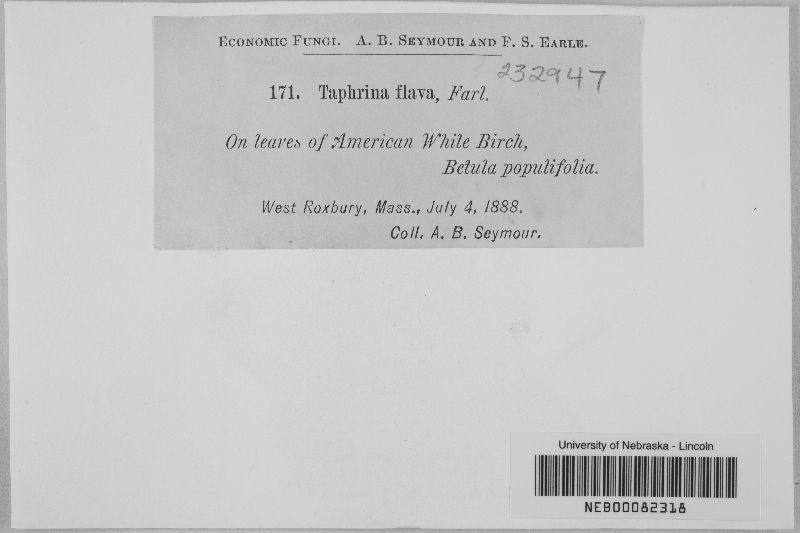 ECONOMIC FUNGI. A. B. SEYMOUR AND F. S. EARLE.
232947
171. Taphrina flava, Farl.
On leaves of American White Birch,
Betula populifolia.
West Roxbury, Mass., July 4, 1888.
Coll. A. B. Seymour.
University of Nebraska - Lincoln
NEB00082318